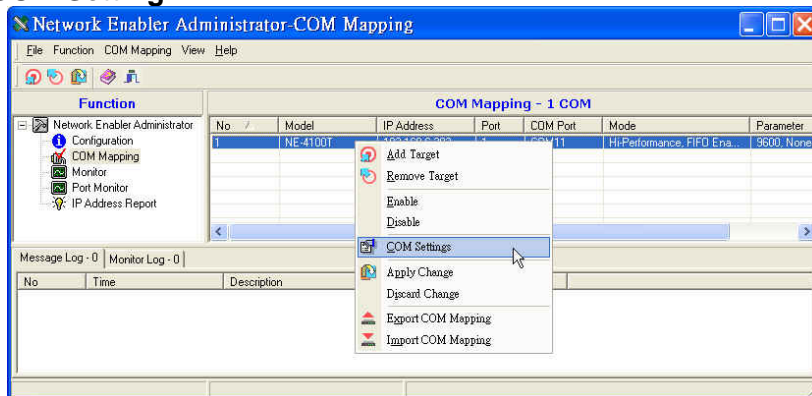 Network Enabler Administrator-COM Mapping
File Function COM Mapping View Help
Function
COM Mapping - 1 COM
Network Enabler Administrator
Configuration
COM Mapping
Monitor
Port Monitor
IP Address Report
No Model IP Address Port COM Port Mode Parameter
1 NE-4100T Hi-Performance, FIFO Ena... 9600, None
Add Target
Remove Target
Enable
Disable
COM Settings
Apply Change
Discard Change
Export COM Mapping
Import COM Mapping
Message Log - 0 Monitor Log - 0
No Time Description